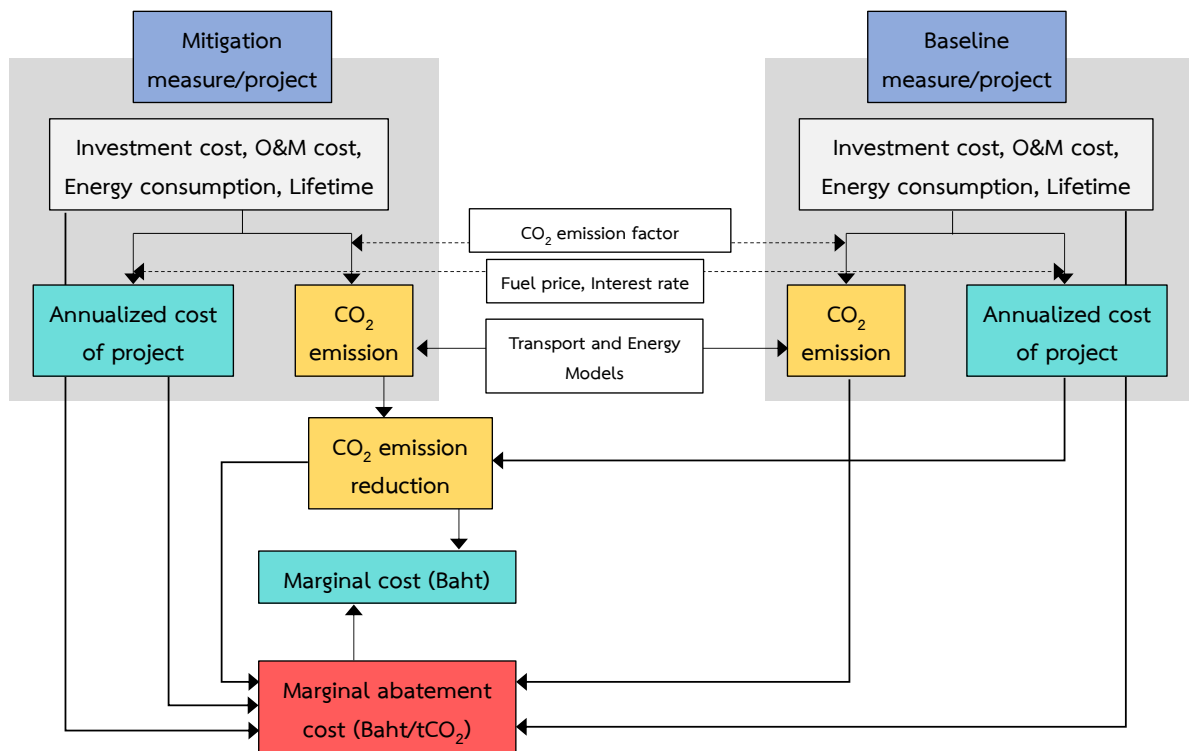 Mitigation
measure/project
Baseline
measure/project
Investment cost, O&M cost,
Energy consumption, Lifetime
Investment cost, O&M cost,
Energy consumption, Lifetime
CO₂ emission factor
Fuel price, Interest rate
Annualized cost
of project
CO₂
emission
Transport and Energy
Models
CO₂
emission
Annualized cost
of project
CO₂ emission
reduction
Marginal cost (Baht)
Marginal abatement
cost (Baht/tCO₂)